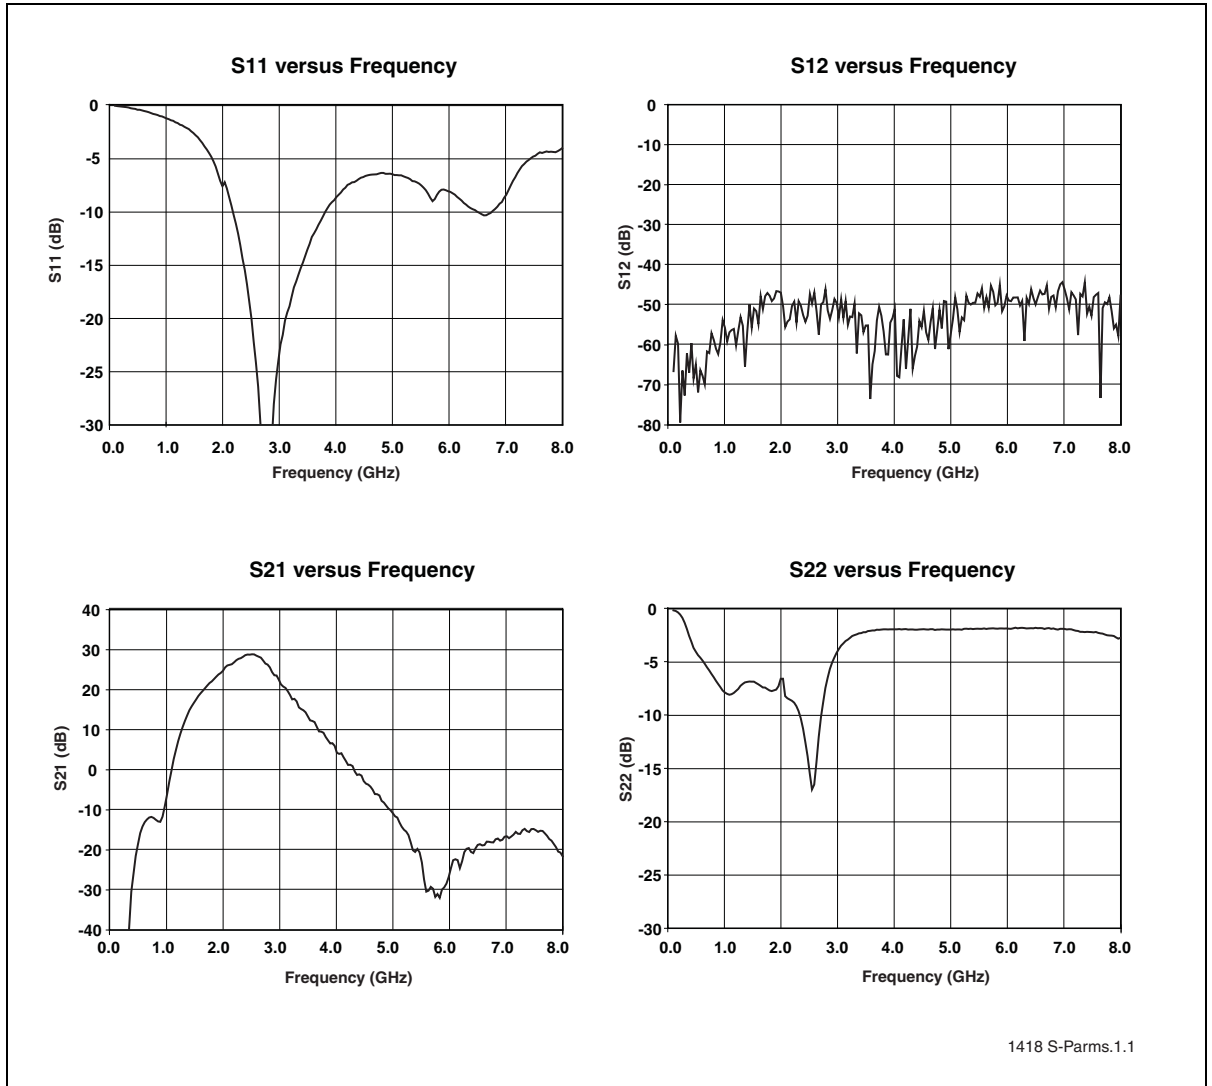 S11 versus Frequency
0
-5
-10
-15
-20
-25
-30
S11 (dB)
0.0 1.0 2.0 3.0 4.0 5.0 6.0 7.0 8.0
Frequency (GHz)
S12 versus Frequency
0
-10
-20
-30
-40
-50
-60
-70
-80
S12 (dB)
0.0 1.0 2.0 3.0 4.0 5.0 6.0 7.0 8.0
Frequency (GHz)
S21 versus Frequency
40
30
20
10
0
-10
-20
-30
-40
S21 (dB)
0.0 1.0 2.0 3.0 4.0 5.0 6.0 7.0 8.0
Frequency (GHz)
S22 versus Frequency
0
-5
-10
-15
-20
-25
-30
S22 (dB)
0.0 1.0 2.0 3.0 4.0 5.0 6.0 7.0 8.0
Frequency (GHz)
1418 S-Parms.1.1